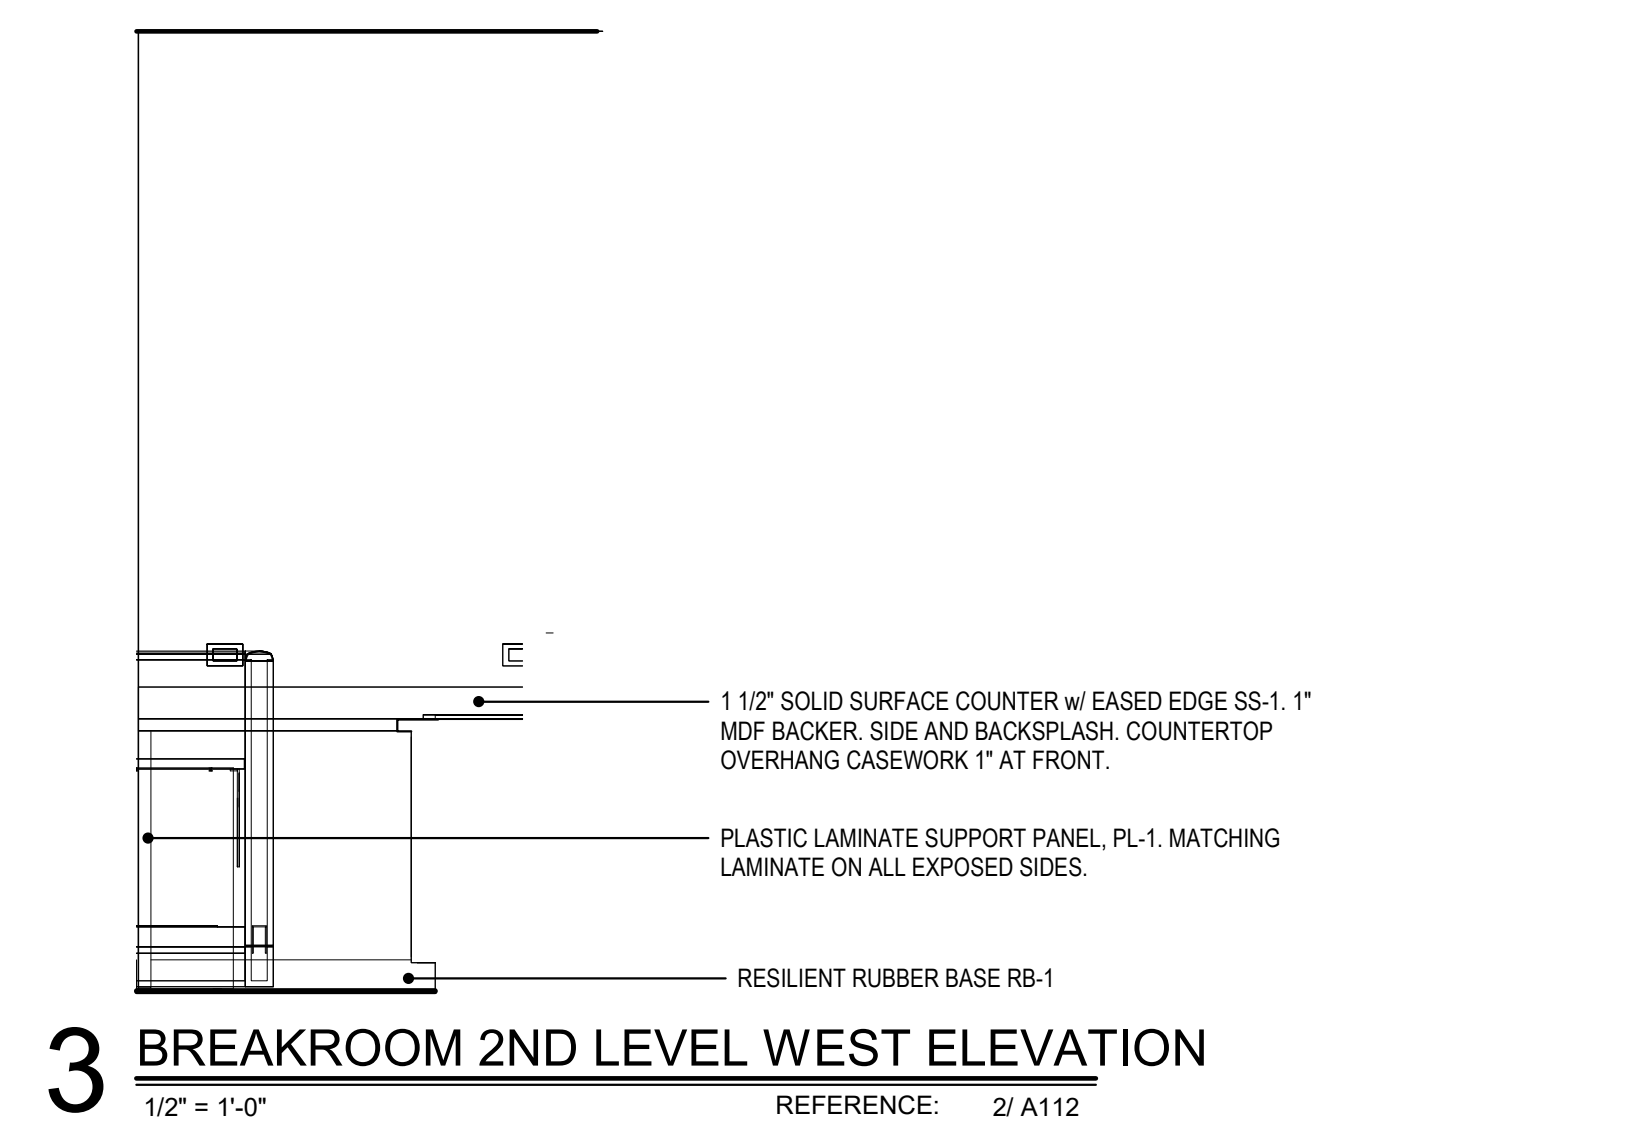 1 1/2" SOLID SURFACE COUNTER w/ EASED EDGE SS-1. 1"
MDF BACKER. SIDE AND BACKSPLASH. COUNTERTOP
OVERHANG CASEWORK 1" AT FRONT.
PLASTIC LAMINATE SUPPORT PANEL, PL-1. MATCHING
LAMINATE ON ALL EXPOSED SIDES.
RESILIENT RUBBER BASE RB-1
3 BREAKROOM 2ND LEVEL WEST ELEVATION
1/2" = 1'-0" REFERENCE: 2/ A112